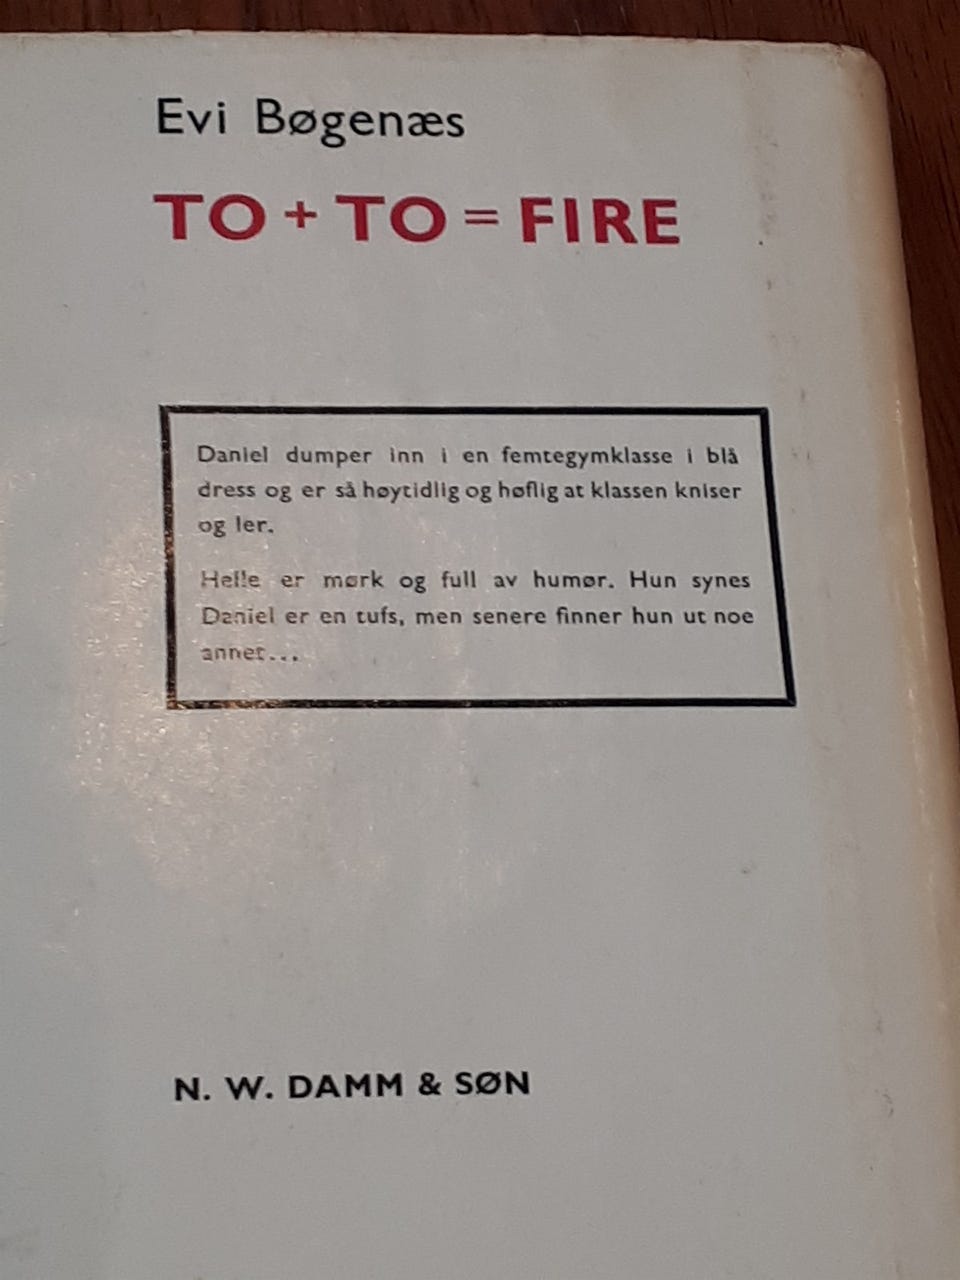 Evi Bøgenæs
TO + TO = FIRE
Daniel dumper inn i en femtegymklasse i blå
dress og er så høytidlig og høflig at klassen kniser
og ler.
Helle er mørk og full av humør. Hun synes
Daniel er en tufs, men senere finner hun ut noe
annet...
N. W. DAMM & SØN